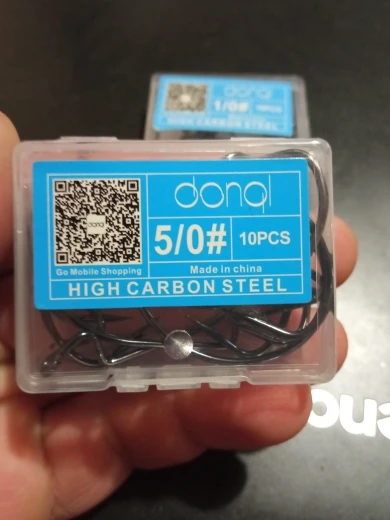 donql
1/0#
HIGH CARBON STEEL
donql
donql
5/0#
10PCS
Go Mobile Shopping
Made in china
HIGH CARBON STEEL